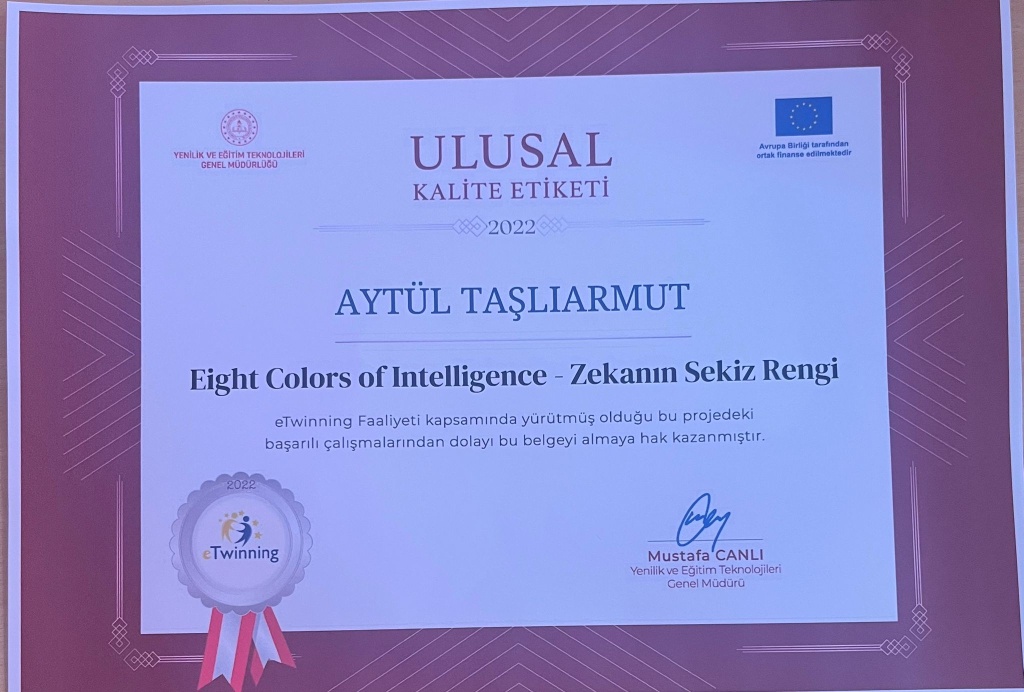 YENİLİK VE EĞİTİM TEKNOLOJİLERİ
GENEL MÜDÜRLÜĞÜ
Avrupa Birliği tarafından
ortak finanse edilmektedir
ULUSAL
KALİTE ETİKETİ
2022
AYTÜL TAŞLIARMUT
Eight Colors of Intelligence - Zekanın Sekiz Rengi
eTwinning Faaliyeti kapsamında yürütmüş olduğu bu projedeki
başarılı çalışmalarından dolayı bu belgeyi almaya hak kazanmıştır.
2022
eTwinning
Mustafa CANLI
Yenilik ve Eğitim Teknolojileri
Genel Müdürü